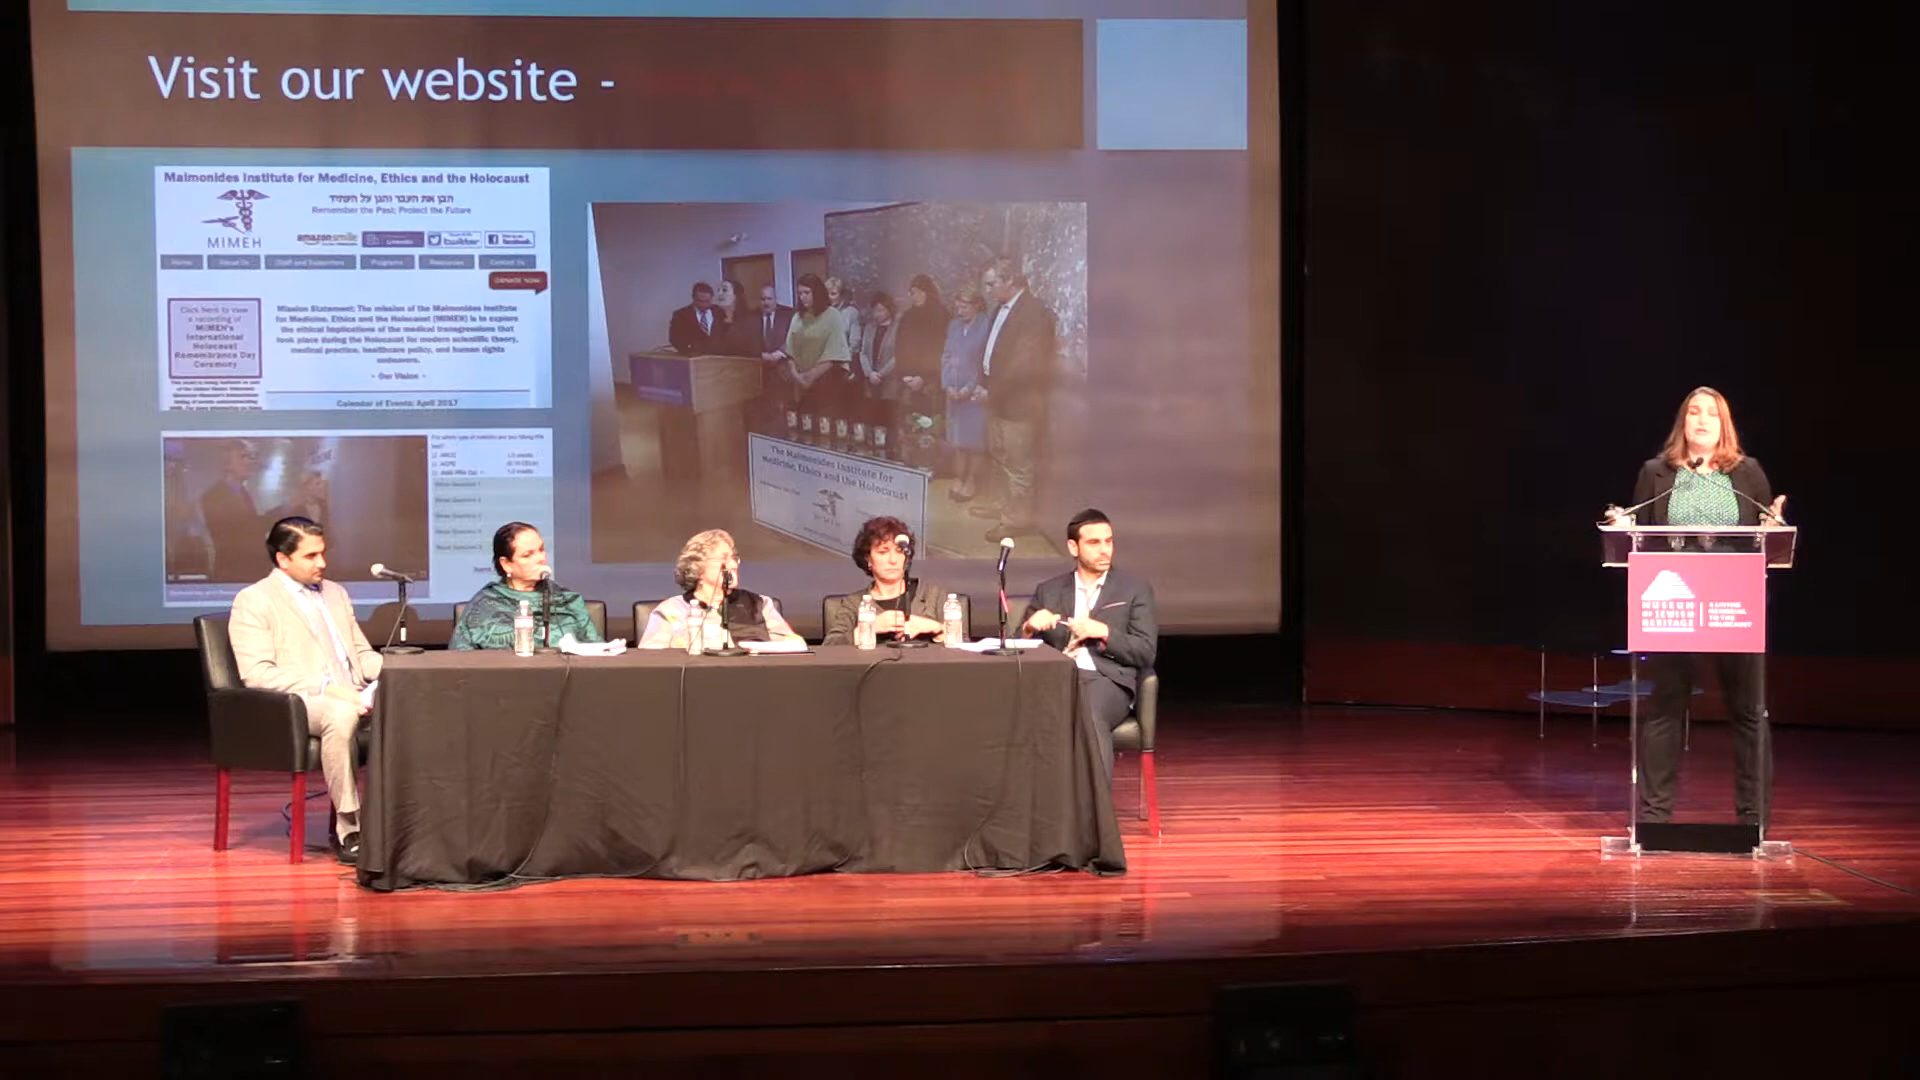 Visit our website -
Maimonides Institute for Medicine, Ethics and the Holocaust
הבן את העבר והגן על העתיד
Remember the Past; Protect the Future
MIMEH
amazonsmile
twitter
facebook
Home
About Us
Staff and Supporters
Programs
Resources
Contact Us
DONATE NOW!
Click here to view
a recording of
MIMEH's
International
Holocaust
Remembrance Day
Ceremony
Mission Statement: The mission of the Maimonides Institute
for Medicine, Ethics and the Holocaust (MIMEH) is to explore
the ethical implications of the medical transgressions that
took place during the Holocaust for modern scientific theory,
medical practice, healthcare policy, and human rights
endeavors.
~ Our Vision ~
Calendar of Events: April 2017
The Maimonides Institute for
Medicine, Ethics and the Holocaust
MUSEUM
OF JEWISH
HERITAGE
A LIVING
MEMORIAL
TO THE
HOLOCAUST